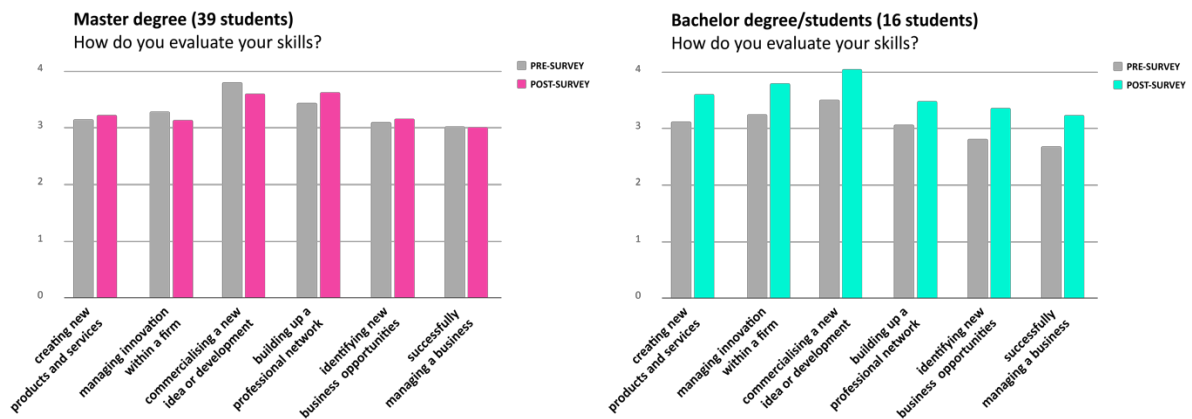 Master degree (39 students)
How do you evaluate your skills?
PRE-SURVEY
POST-SURVEY
4
3
2
1
0
creating new
products and services
managing innovation
within a firm
commercialising a new
idea or development
building up a
professional network
identifying new
business opportunities
successfully
managing a business
Bachelor degree/students (16 students)
How do you evaluate your skills?
PRE-SURVEY
POST-SURVEY
4
3
2
1
0
creating new
products and services
managing innovation
within a firm
commercialising a new
idea or development
building up a
professional network
identifying new
business opportunities
successfully
managing a business